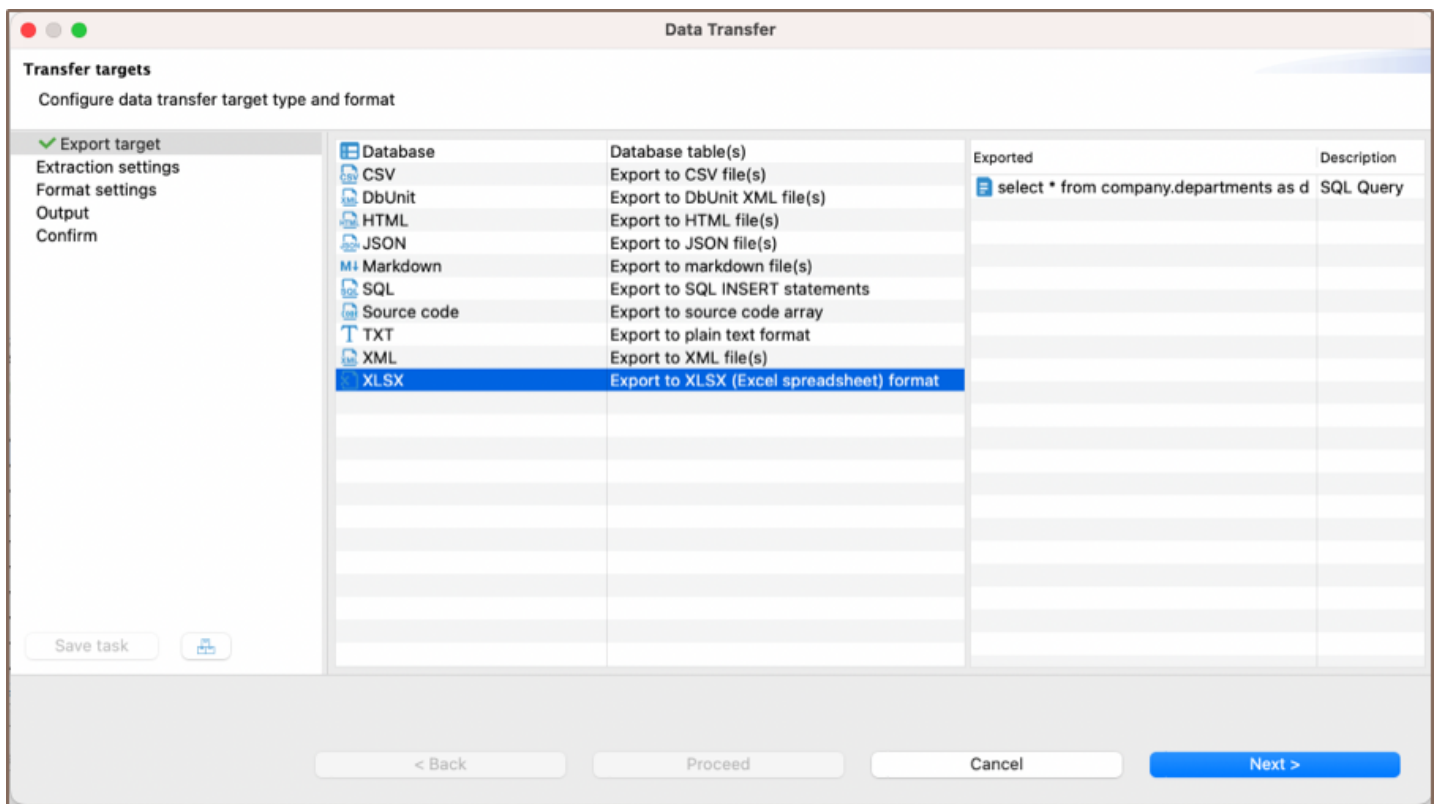 Data Transfer
Transfer targets
Configure data transfer target type and format
Export target
Extraction settings
Format settings
Output
Confirm
Save task
Database Database table(s)
CSV Export to CSV file(s)
DbUnit Export to DbUnit XML file(s)
HTML Export to HTML file(s)
JSON Export to JSON file(s)
M↓ Markdown Export to markdown file(s)
SQL Export to SQL INSERT statements
Source code Export to source code array
TXT Export to plain text format
XML Export to XML file(s)
XLSX Export to XLSX (Excel spreadsheet) format
Exported Description
select * from company.departments as d SQL Query
< Back Proceed Cancel Next >